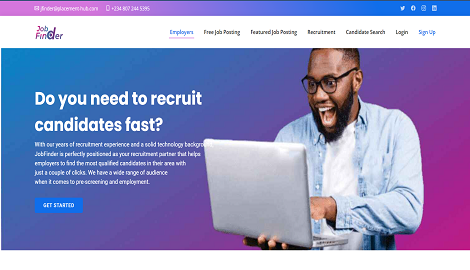 jfinder@placement-hub.com +234 807 244 5395
Job Finder
Employers Free Job Posting Featured Job Posting Recruitment Candidate Search Login Sign Up
Do you need to recruit
candidates fast?
With our years of recruitment experience and a solid technology backgro
JobFinder is perfectly positioned as your recruitment partner that helps
employers to find the most qualified candidates in their area with
just a couple of clicks. We have a wide range of audience
when it comes to pre-screening and employment.
GET STARTED